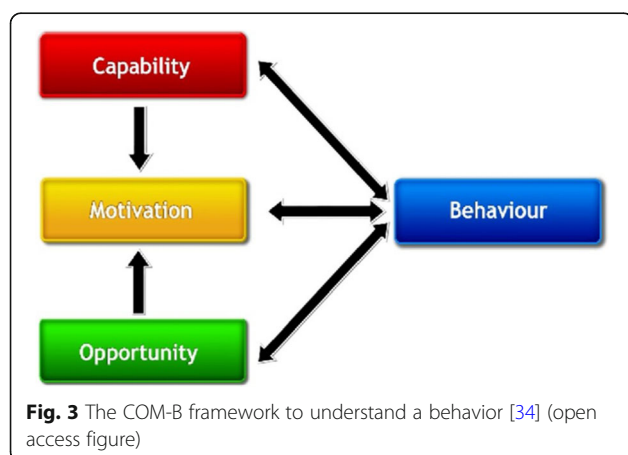 Capability
Motivation
Behaviour
Opportunity
Fig. 3 The COM-B framework to understand a behavior [34] (open
access figure)